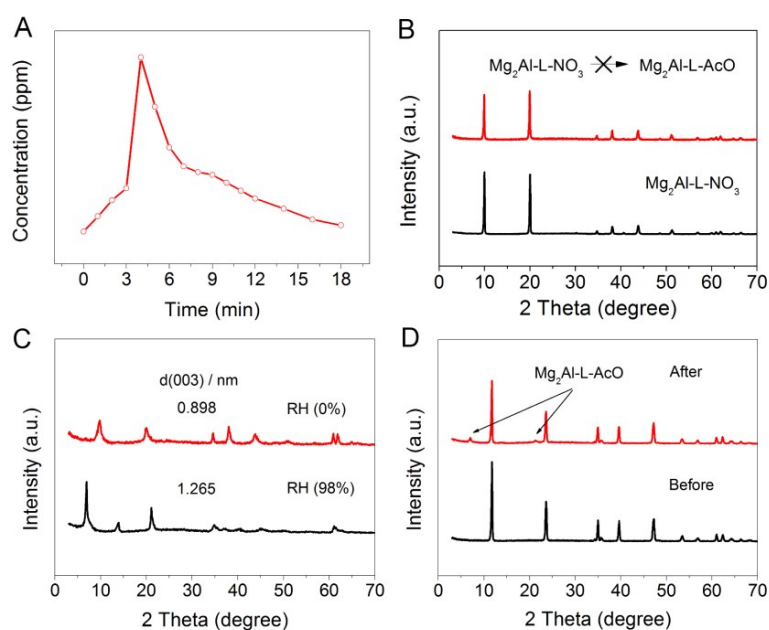 A
Concentration (ppm)
0 3 6 9 12 15 18
Time (min)
B
Mg₂Al-L-NO₃ Mg₂Al-L-AcO
Mg₂Al-L-NO₃
Intensity (a.u.)
0 10 20 30 40 50 60 70
2 Theta (degree)
C
d(003) / nm
0.898 RH (0%)
1.265 RH (98%)
Intensity (a.u.)
0 10 20 30 40 50 60 70
2 Theta (degree)
D
Mg₂Al-L-AcO
After
Before
Intensity (a.u.)
0 10 20 30 40 50 60 70
2 Theta (degree)